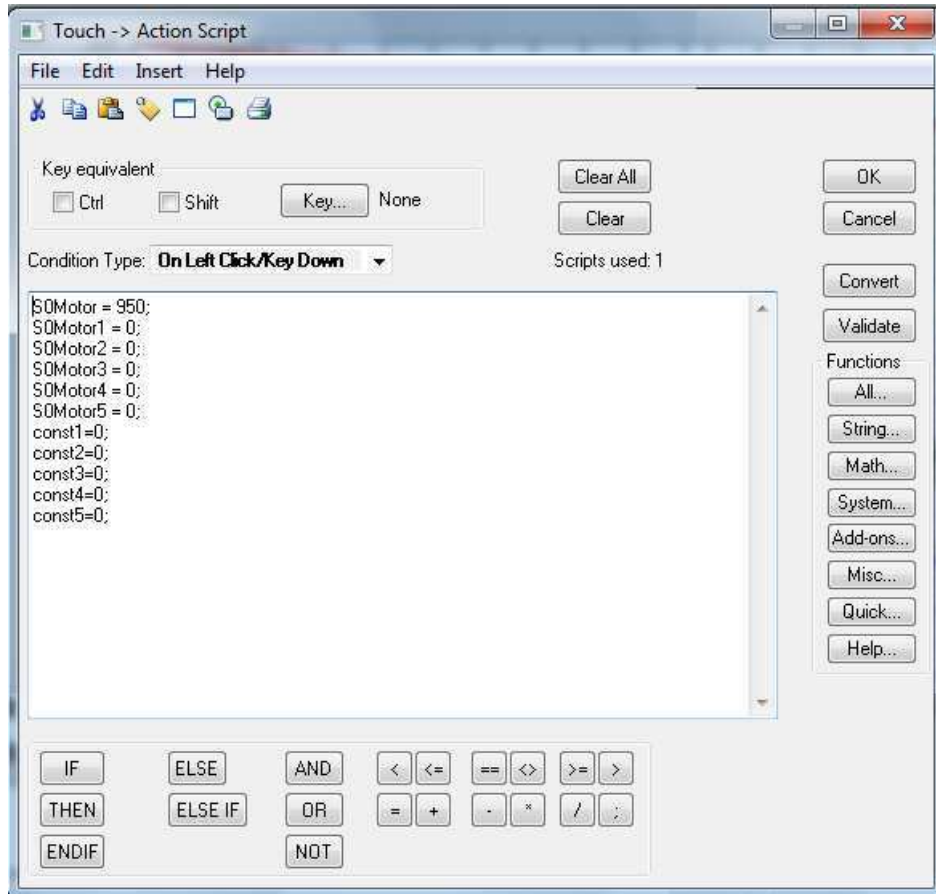 Touch -> Action Script
File Edit Insert Help
Key equivalent
Ctrl Shift Key... None
Clear All
Clear
OK
Cancel
Condition Type: On Left Click/Key Down
Scripts used: 1
S0Motor = 950;
S0Motor1 = 0;
S0Motor2 = 0;
S0Motor3 = 0;
S0Motor4 = 0;
S0Motor5 = 0;
const1=0;
const2=0;
const3=0;
const4=0;
const5=0;
Convert
Validate
Functions
All...
String...
Math...
System...
Add-ons...
Misc...
Quick...
Help...
IF ELSE AND < <= == <> >= >
THEN ELSE IF OR = + - * / ;
ENDIF NOT